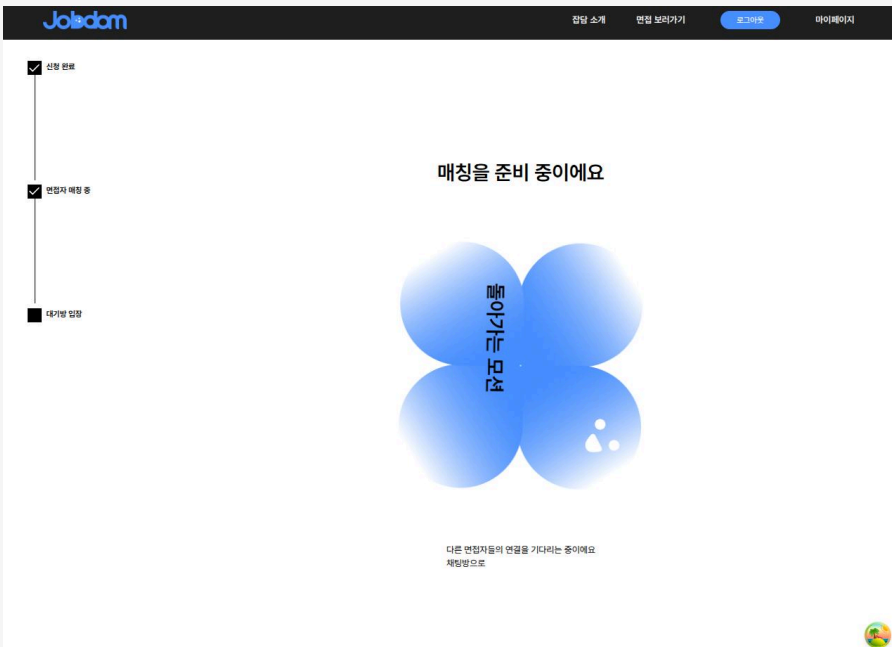 Jobdam
잡담 소개
면접 보러가기
로그아웃
마이페이지
신청 완료
면접자 매칭 중
대기방 입장
매칭을 준비 중이에요
돌아가는 모션
다른 면접자들의 연결을 기다리는 중이에요
채팅방으로